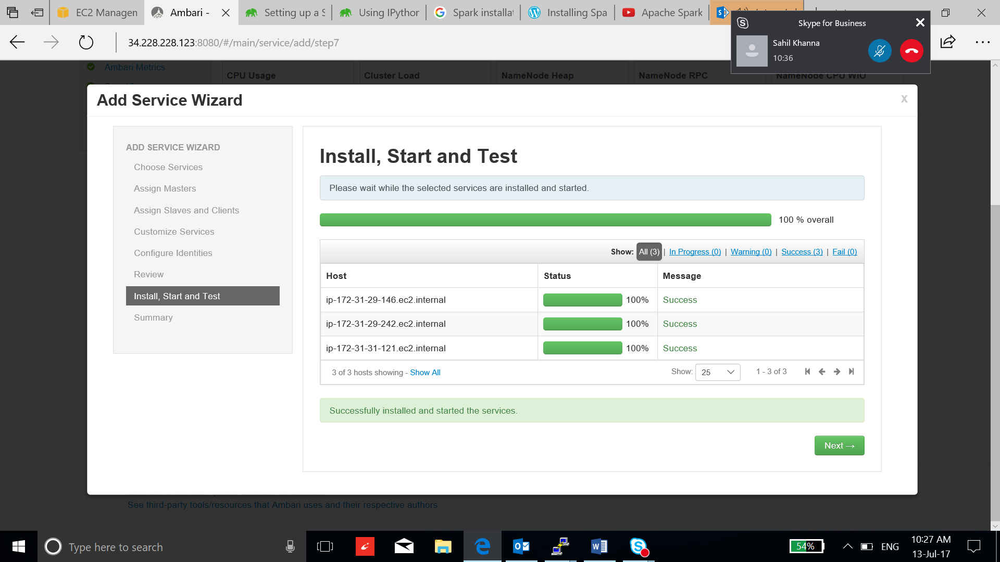 EC2 Managen
Ambari -
Setting up a S
Using IPython
Spark installat
Installing Spa
Apache Spark
34.228.228.123:8080/#/main/service/add/step7
Skype for Business
Sahil Khanna
10:36
Ambari Metrics
CPU Usage
Cluster Load
NameNode Heap
NameNode RPC
NameNode CPU WIO
Add Service Wizard
x
ADD SERVICE WIZARD
Choose Services
Assign Masters
Assign Slaves and Clients
Customize Services
Configure Identities
Review
Install, Start and Test
Summary
Install, Start and Test
Please wait while the selected services are installed and started.
100 % overall
Show: All (3) | In Progress (0) | Warning (0) | Success (3) | Fail (0)
Host Status Message
ip-172-31-29-146.ec2.internal 100% Success
ip-172-31-29-242.ec2.internal 100% Success
ip-172-31-31-121.ec2.internal 100% Success
3 of 3 hosts showing - Show All
Show: 25
1 - 3 of 3
Successfully installed and started the services.
Next →
See third-party tools/resources that Ambari uses and their respective authors
Type here to search
54%
ENG
10:27 AM
13-Jul-17